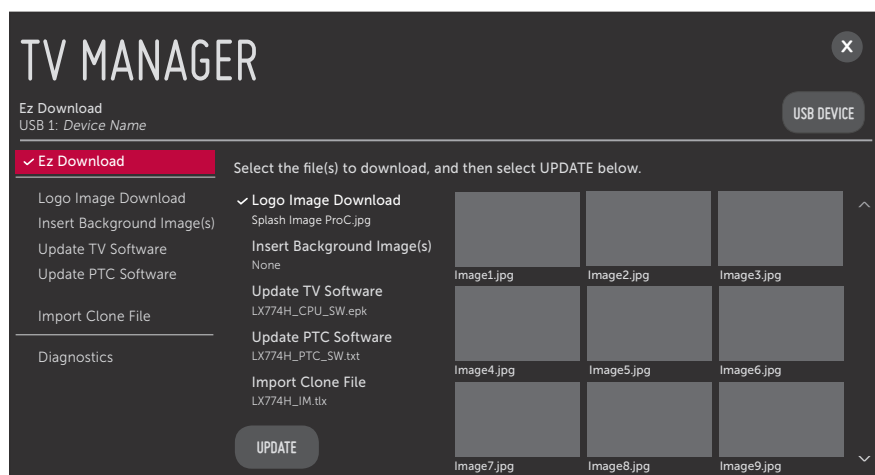 TV MANAGER
X
Ez Download
USB 1: Device Name
USB DEVICE
Ez Download
Logo Image Download
Insert Background Image(s)
Update TV Software
Update PTC Software
Import Clone File
Diagnostics
Select the file(s) to download, and then select UPDATE below.
Logo Image Download
Splash Image ProC.jpg
Insert Background Image(s)
None
Update TV Software
LX774H_CPU_SW.epk
Update PTC Software
LX774H_PTC_SW.txt
Import Clone File
LX774H_IM.tlx
UPDATE
Image1.jpg
Image2.jpg
Image3.jpg
Image4.jpg
Image5.jpg
Image6.jpg
Image7.jpg
Image8.jpg
Image9.jpg